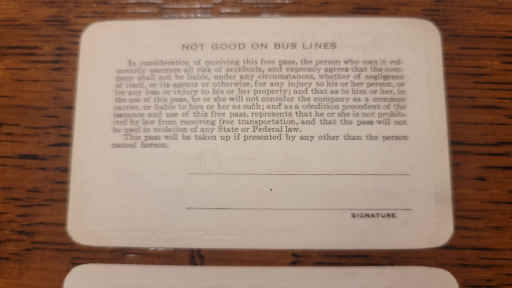 NOT GOOD ON BUS LINES
In consideration of receiving this free pass, the person who uses it vol-
untarily assumes all risk of accidents, and expressly agrees that the com-
pany shall not be liable, under any circumstances, whether of negligence
of itself, or its agents or otherwise, for any injury to his or her person, or
for any loss or injury to his or her property; and that as to him or her, in
the use of this pass, he or she will not consider the company as a common
carrier, or liable to him or her as such; and as a condition precedent to the
issuance and use of this free pass, represents that he or she is not prohib-
ited by law from receiving free transportation, and that the pass will not
be used in violation of any State or Federal law.
This pass will be taken up if presented by any other than the person
named hereon.
SIGNATURE